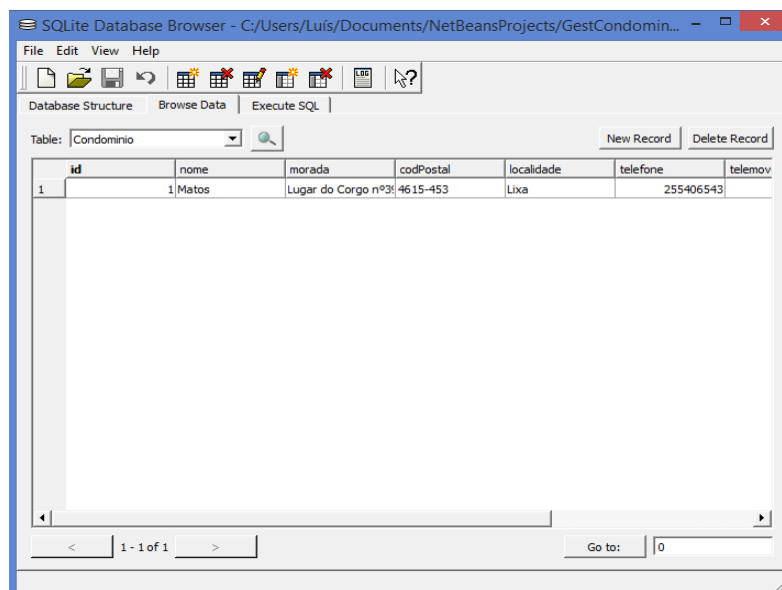 SQLite Database Browser - C:/Users/Luís/Documents/NetBeansProjects/GestCondomin...
File Edit View Help
LOG ?
Database Structure Browse Data Execute SQL
Table: Condominio New Record Delete Record
id nome morada codPostal localidade telefone telemov
1 1 Matos Lugar do Corgo nº39 4615-453 Lixa 255406543
< 1 - 1 of 1 > Go to: 0